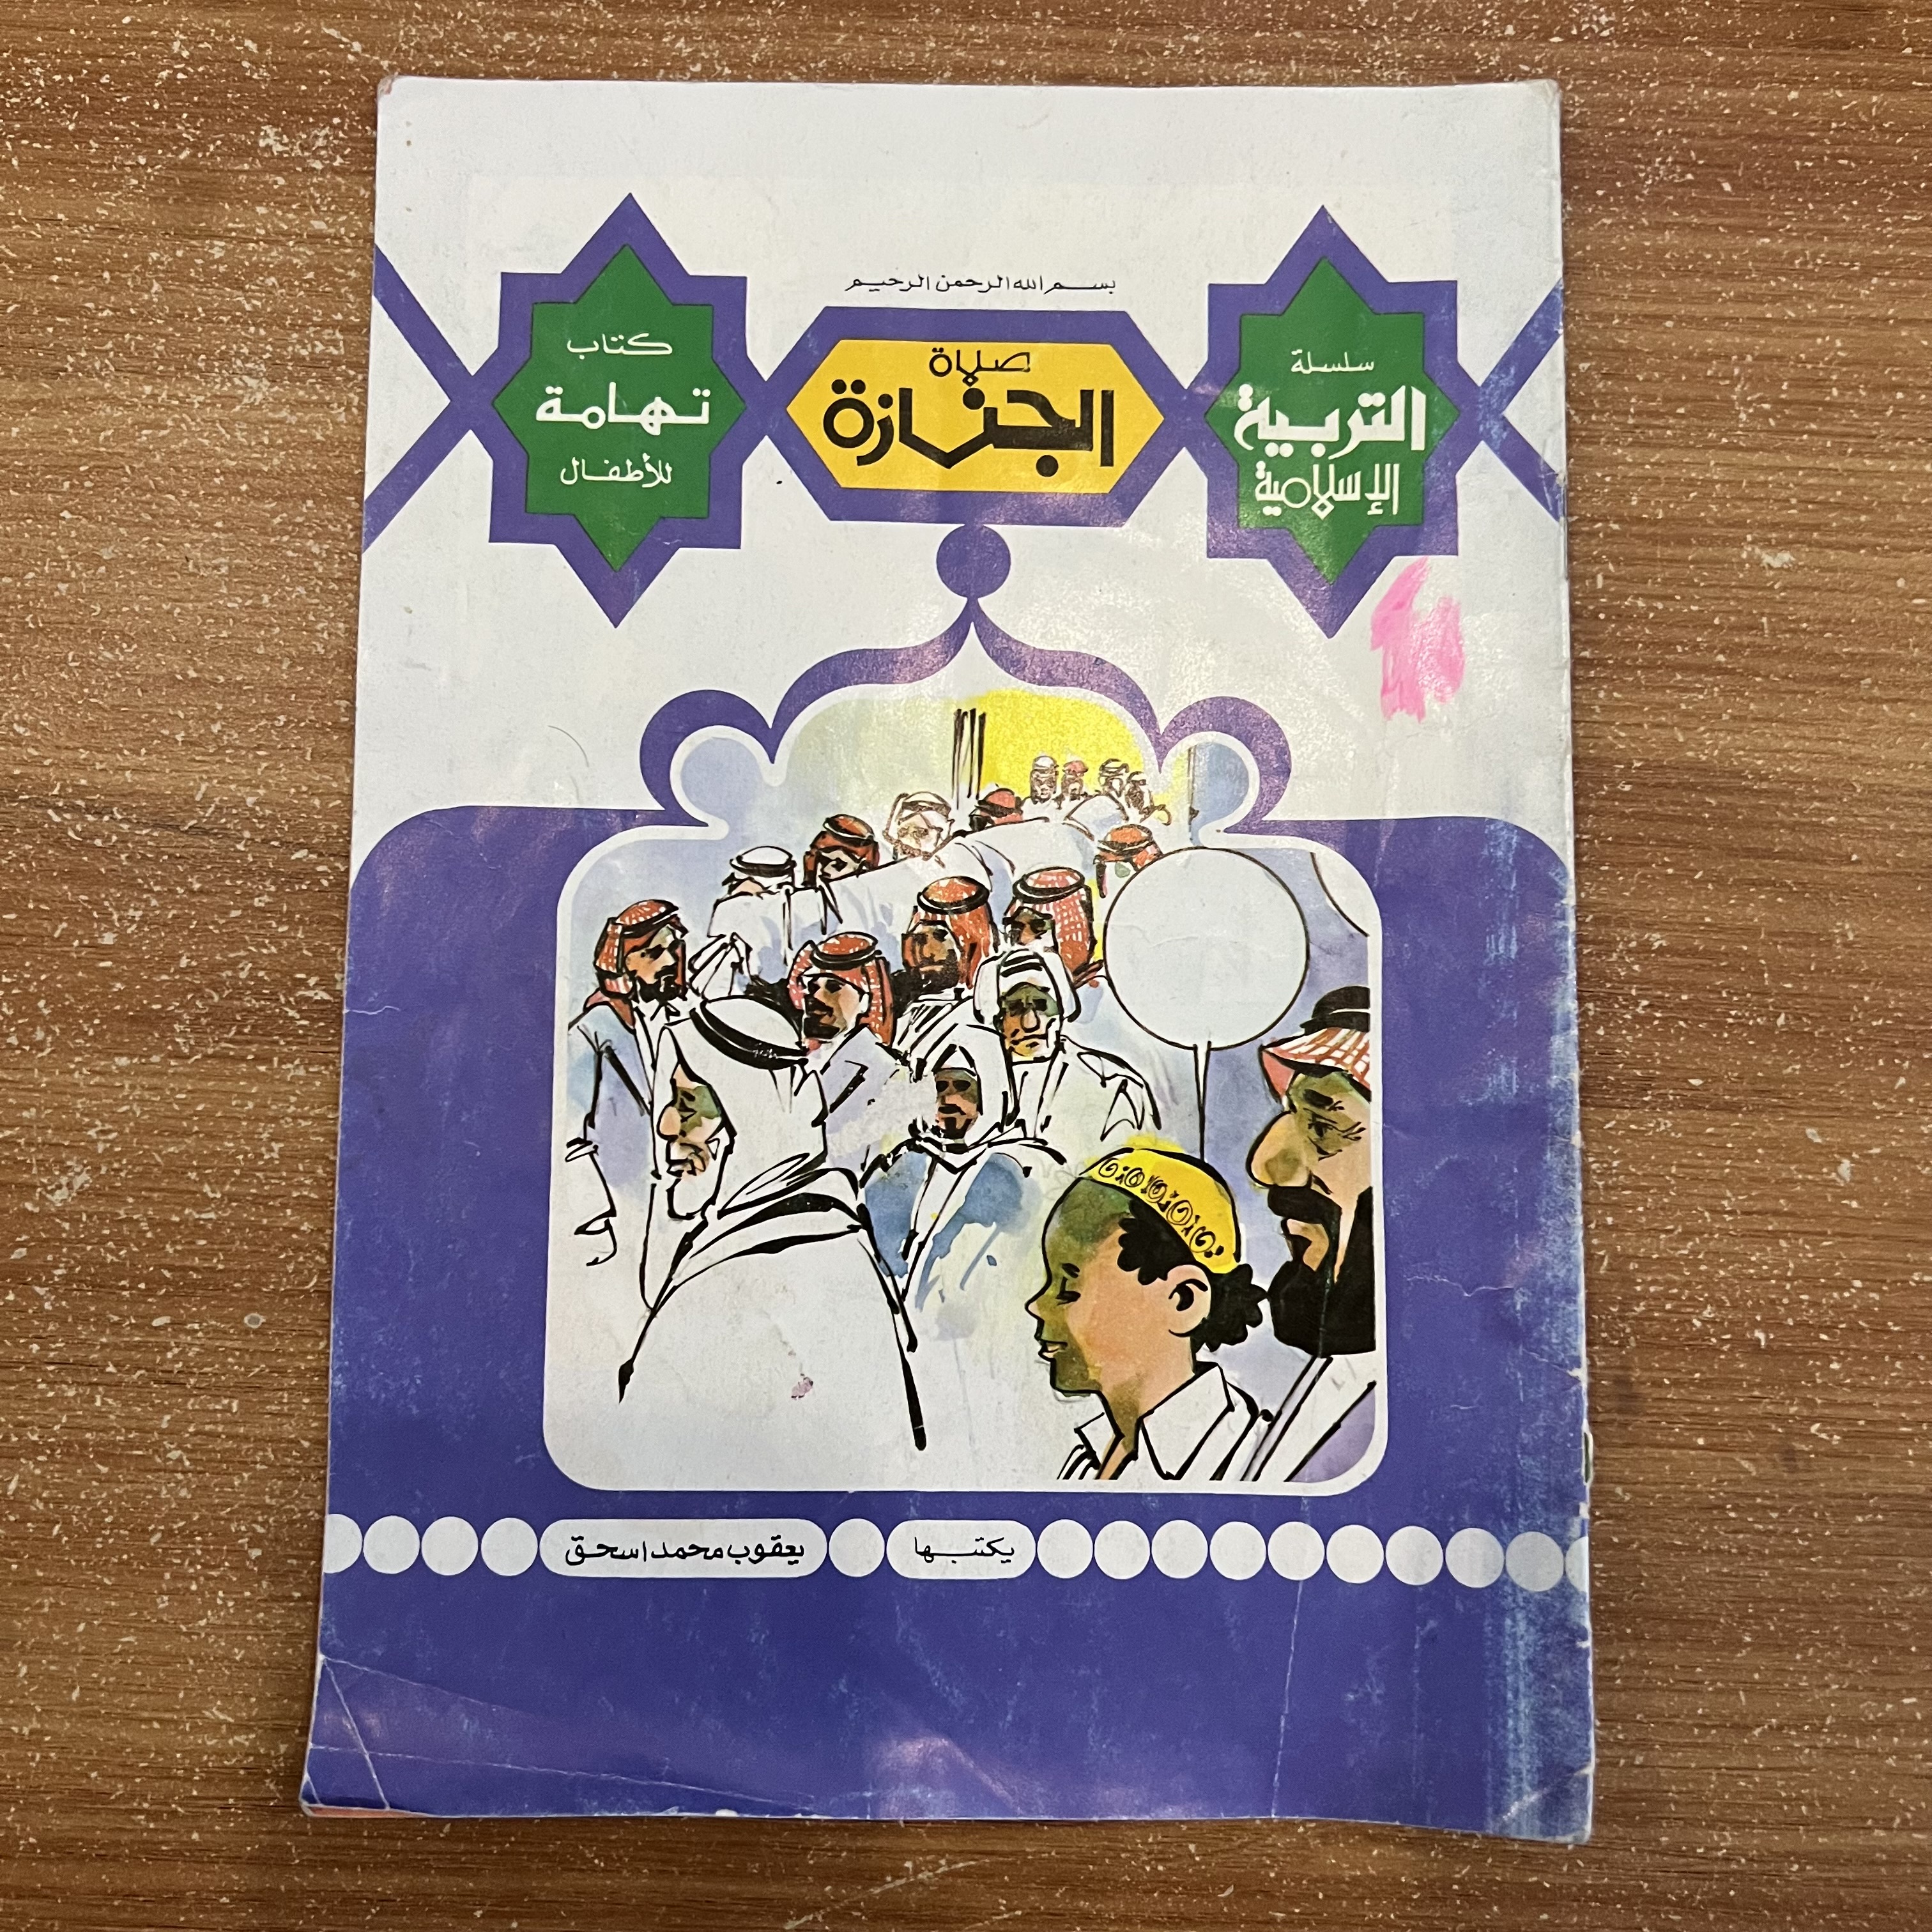 بسم الله الرحمن الرحيم
سلسلة
التربية
الإسلامية
صلاة
الجنازة
كتاب
تهامة
للأطفال
يكتبها
يعقوب محمد اسحق